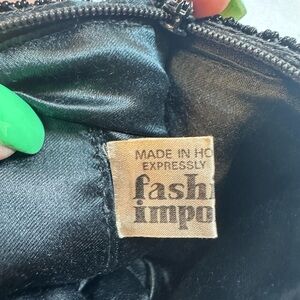 MADE IN HO
EXPRESSLY
fash
impo